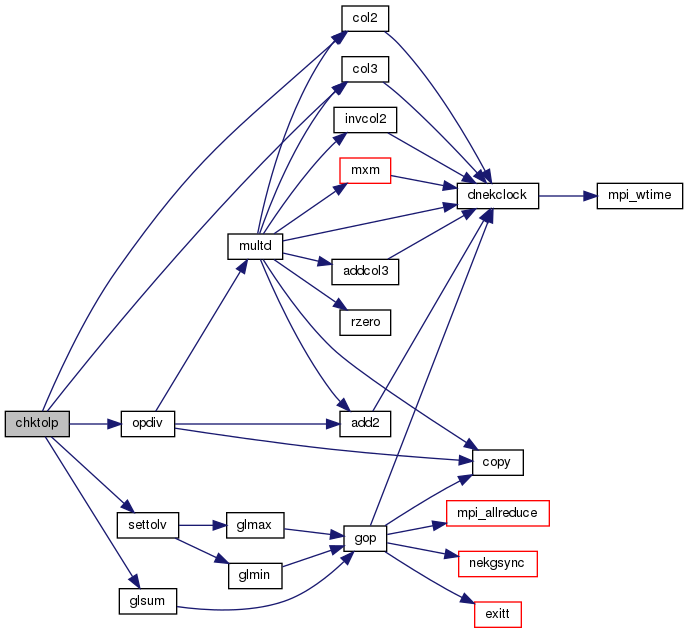 col2
col3
invcol2
mxm
dnekclock
mpi_wtime
multd
addcol3
rzero
chktolp
opdiv
add2
copy
settolv
glmax
gop
mpi_allreduce
nekgsync
glmin
glsum
exitt